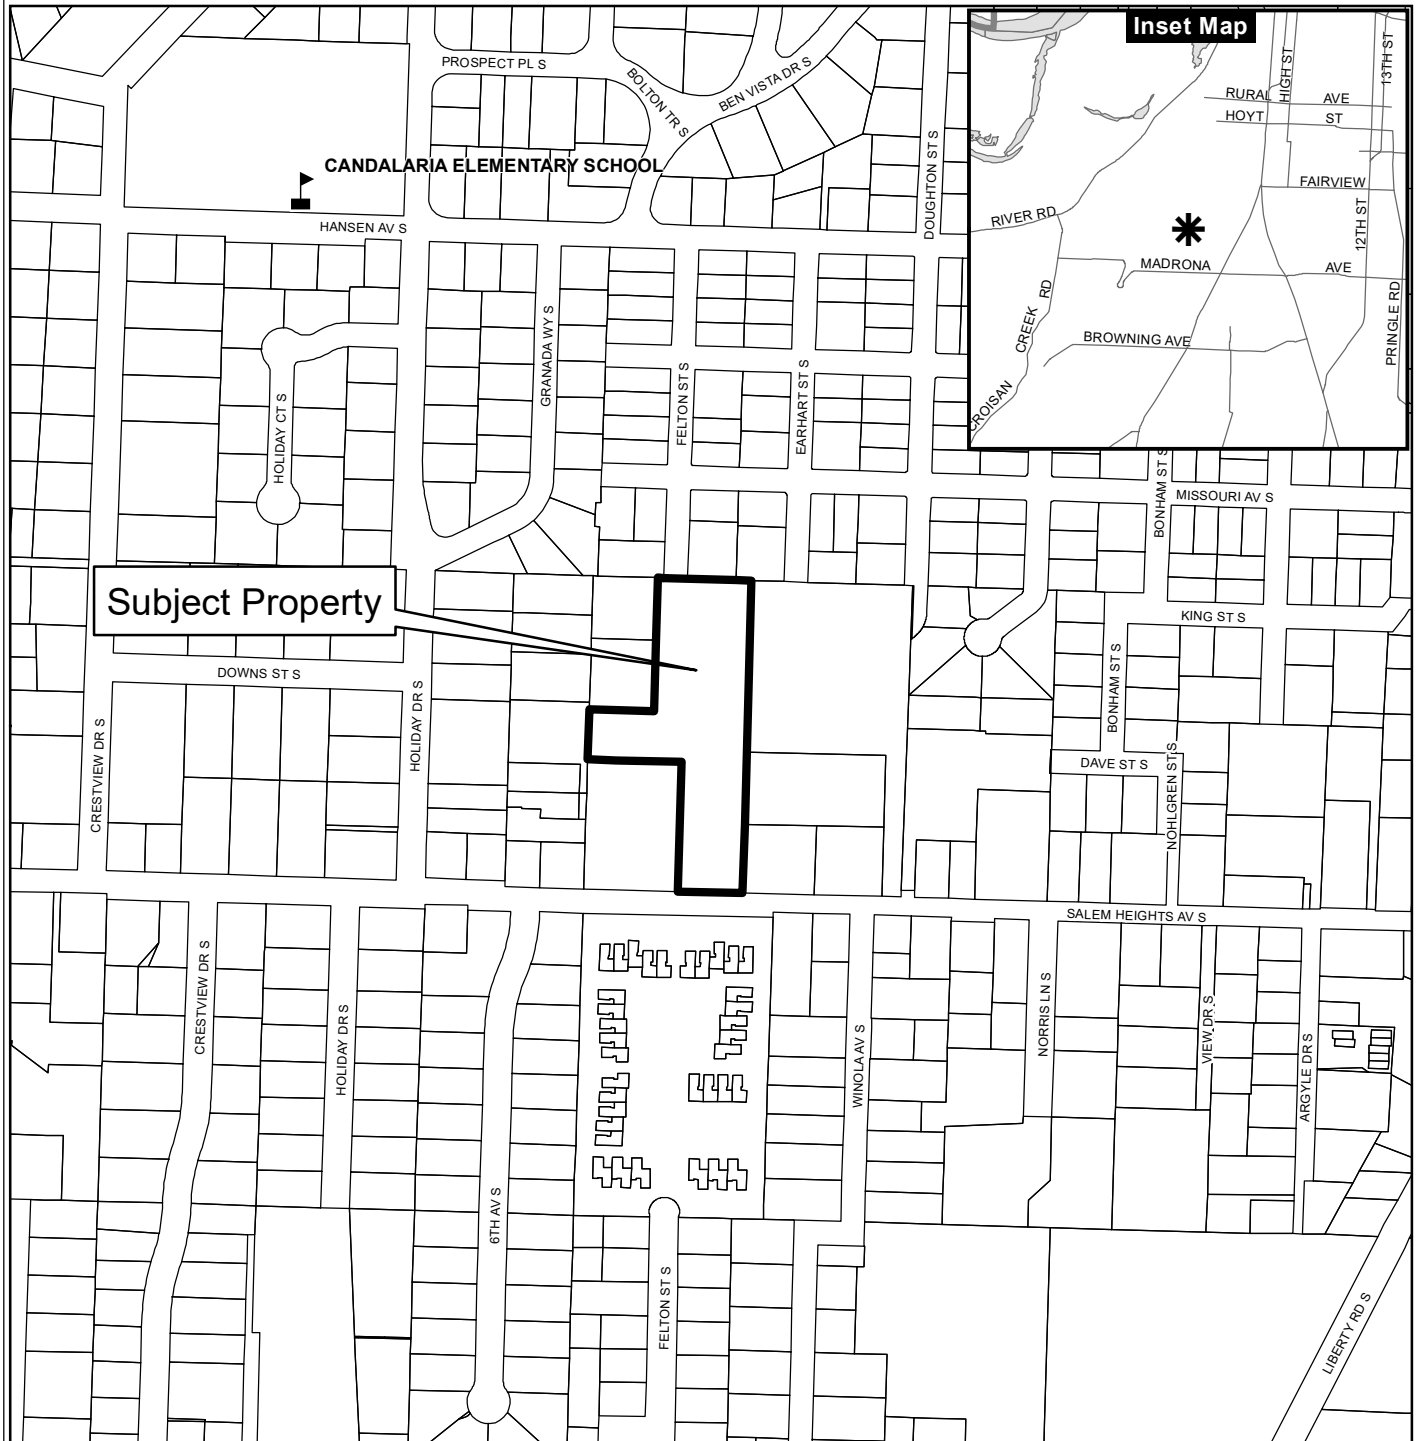 Inset Map
PROSPECT PL S
BOLTON TR S
BEN VISTA DR S
DOUGHTON ST S
HIGH ST
13TH ST
RURAL AVE
HOYT ST
FAIRVIEW
12TH ST
RIVER RD
MADRONA AVE
CREEK RD
CROISAN
BROWNING AVE
PRINGLE RD
CANDALARIA ELEMENTARY SCHOOL
HANSEN AV S
GRANADA WY S
HOLIDAY CT S
FELTON ST S
EARHART ST S
BONHAM ST S
MISSOURI AV S
Subject Property
KING ST S
DOWNS ST S
CRESTVIEW DR S
HOLIDAY DR S
BONHAM ST S
DAVE ST S
NOHLGREN ST S
SALEM HEIGHTS AV S
CRESTVIEW DR S
HOLIDAY DR S
6TH AV S
WINOLA AV S
NORRIS LN S
VIEW DR S
ARGYLE DR S
FELTON ST S
LIBERTY RD S